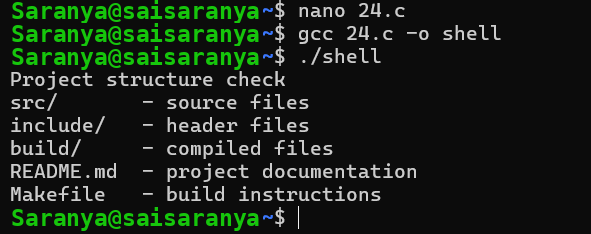 Saranya@saisaranya:~$ nano 24.c
Saranya@saisaranya:~$ gcc 24.c -o shell
Saranya@saisaranya:~$ ./shell
Project structure check
src/       - source files
include/   - header files
build/     - compiled files
README.md  - project documentation
Makefile   - build instructions
Saranya@saisaranya:~$